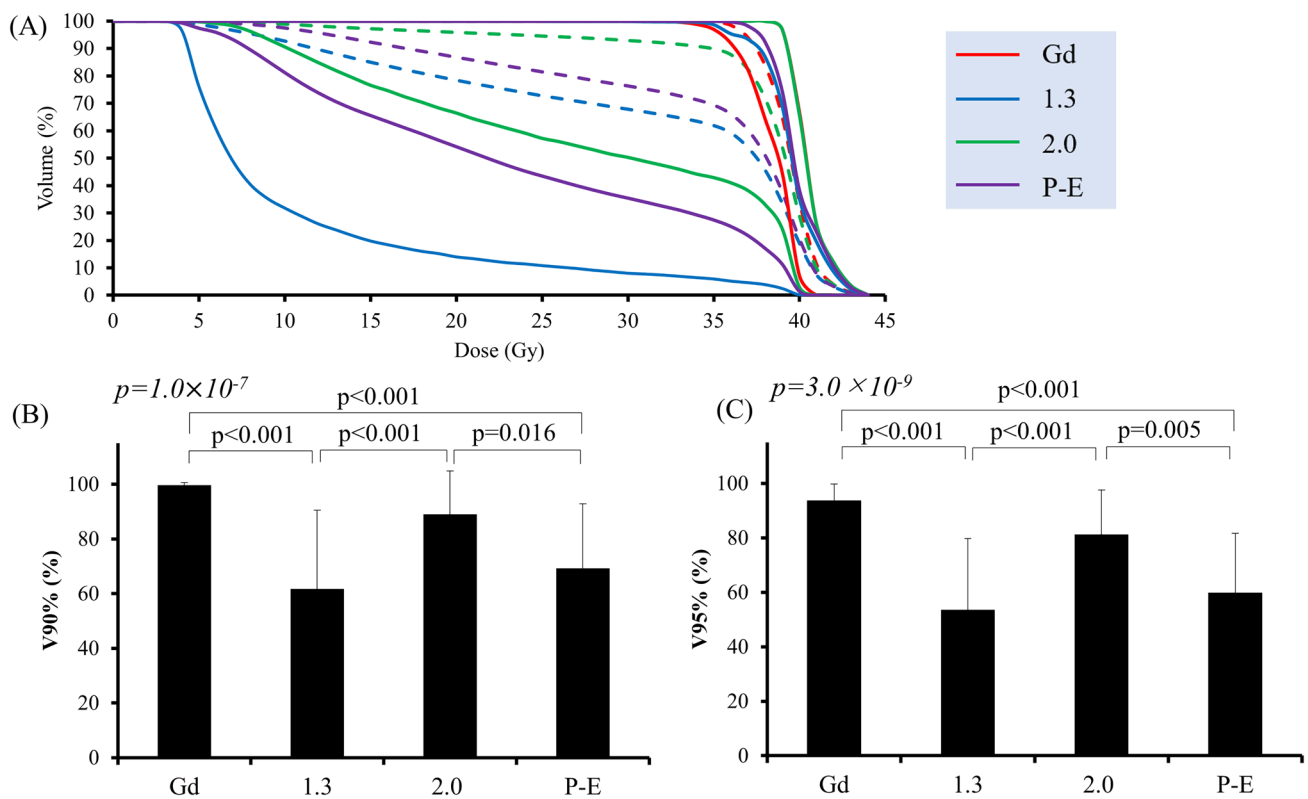 (A)
Volume (%)
100
90
80
70
60
50
40
30
20
10
0
0 5 10 15 20 25 30 35 40 45
Dose (Gy)
Gd
1.3
2.0
P-E
(B)
p=1.0×10-7
p<0.001
p<0.001 p<0.001 p=0.016
V90% (%)
100
80
60
40
20
0
Gd 1.3 2.0 P-E
(C)
p=3.0 ×10-9
p<0.001
p<0.001 p<0.001 p=0.005
V95% (%)
100
80
60
40
20
0
Gd 1.3 2.0 P-E